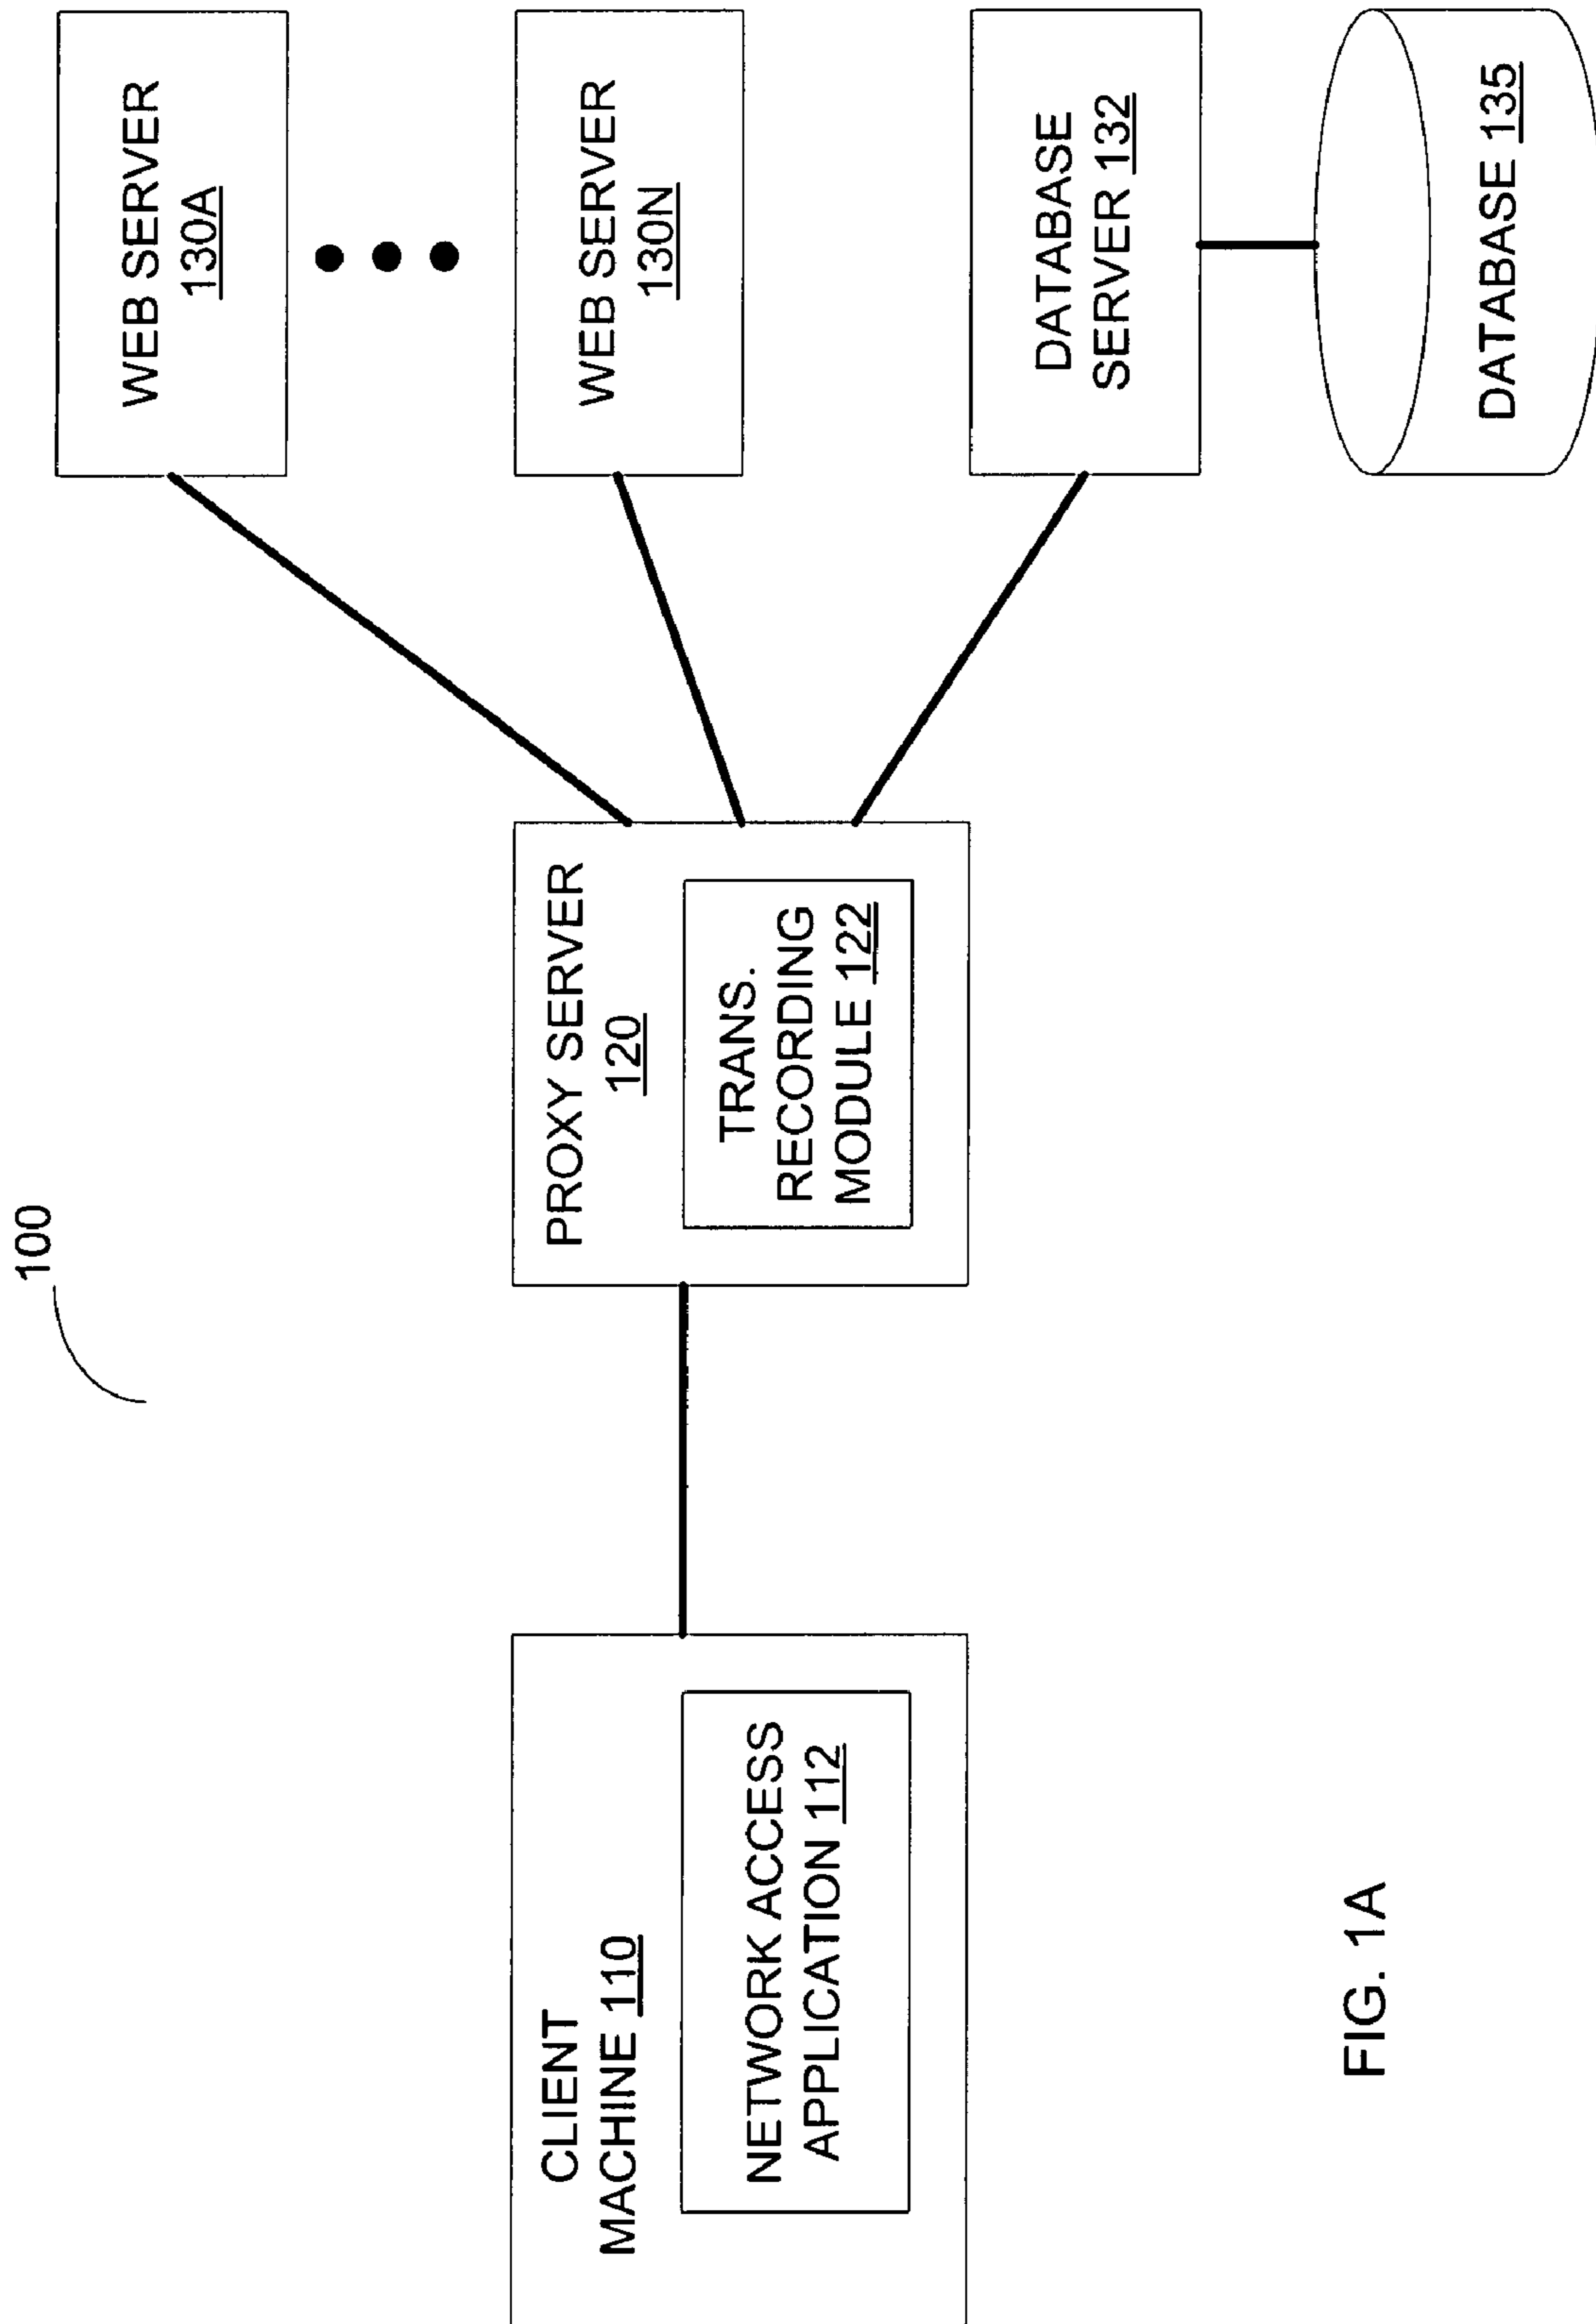 100
CLIENT
MACHINE 110
NETWORK ACCESS
APPLICATION 112
PROXY SERVER
120
TRANS.
RECORDING
MODULE 122
WEB SERVER
130A
WEB SERVER
130N
DATABASE
SERVER 132
DATABASE 135
FIG. 1A